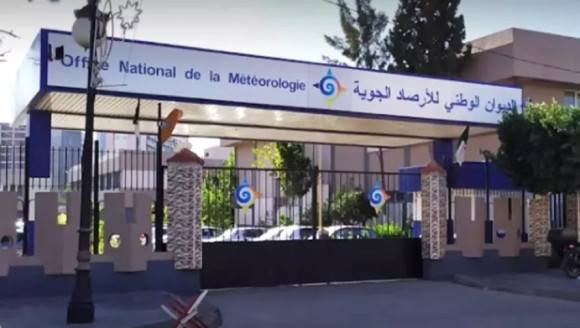 Office National de la Météorologie
الديوان الوطني للأرصاد الجوية